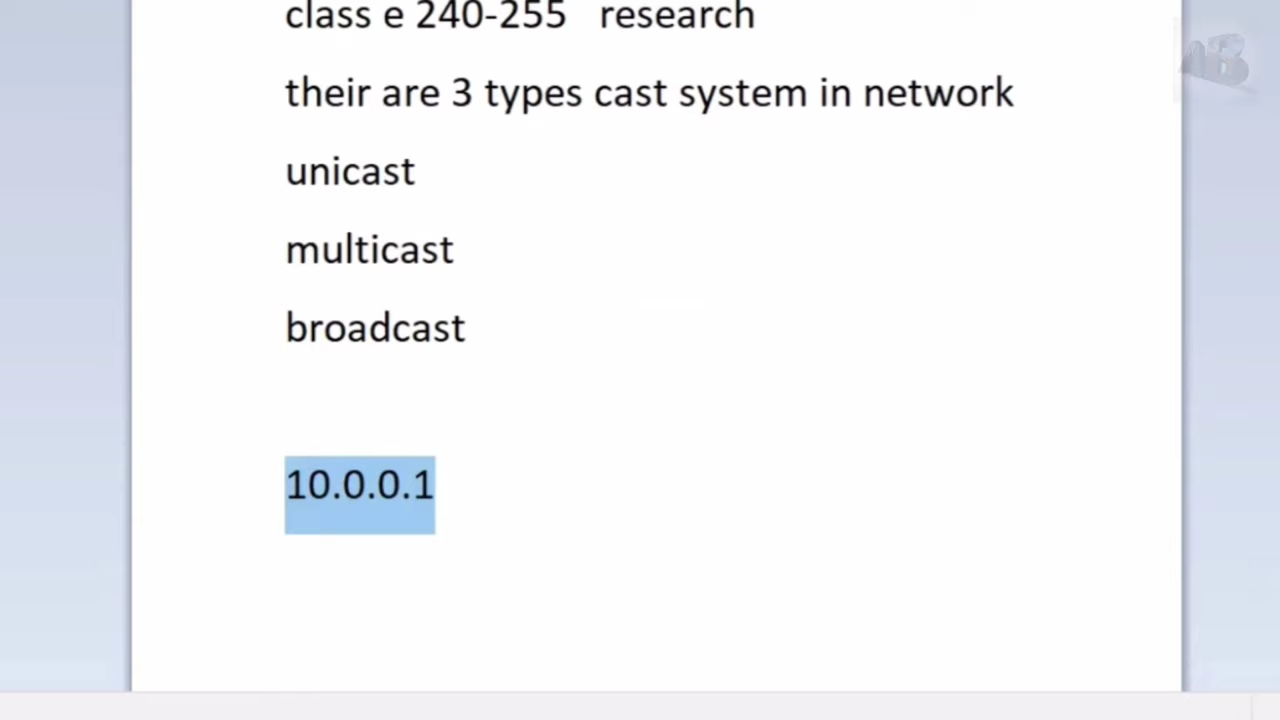 class e 240-255   research
their are 3 types cast system in network
unicast
multicast
broadcast
10.0.0.1